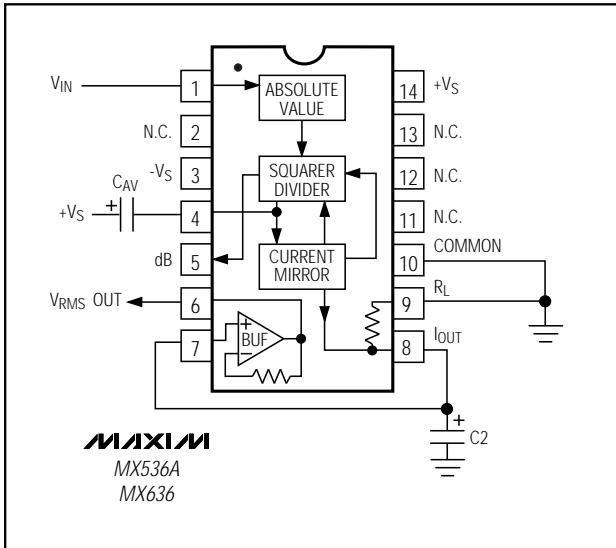 VIN
1
ABSOLUTE
VALUE
14
+VS
N.C.
2
13
N.C.
-VS
3
SQUARER
DIVIDER
12
N.C.
CAV
+
+VS
4
11
N.C.
dB
5
CURRENT
MIRROR
10
COMMON
VRMS OUT
6
9
RL
7
+
BUF
-
8
IOUT
+
C2
MAXIM
MX536A
MX636